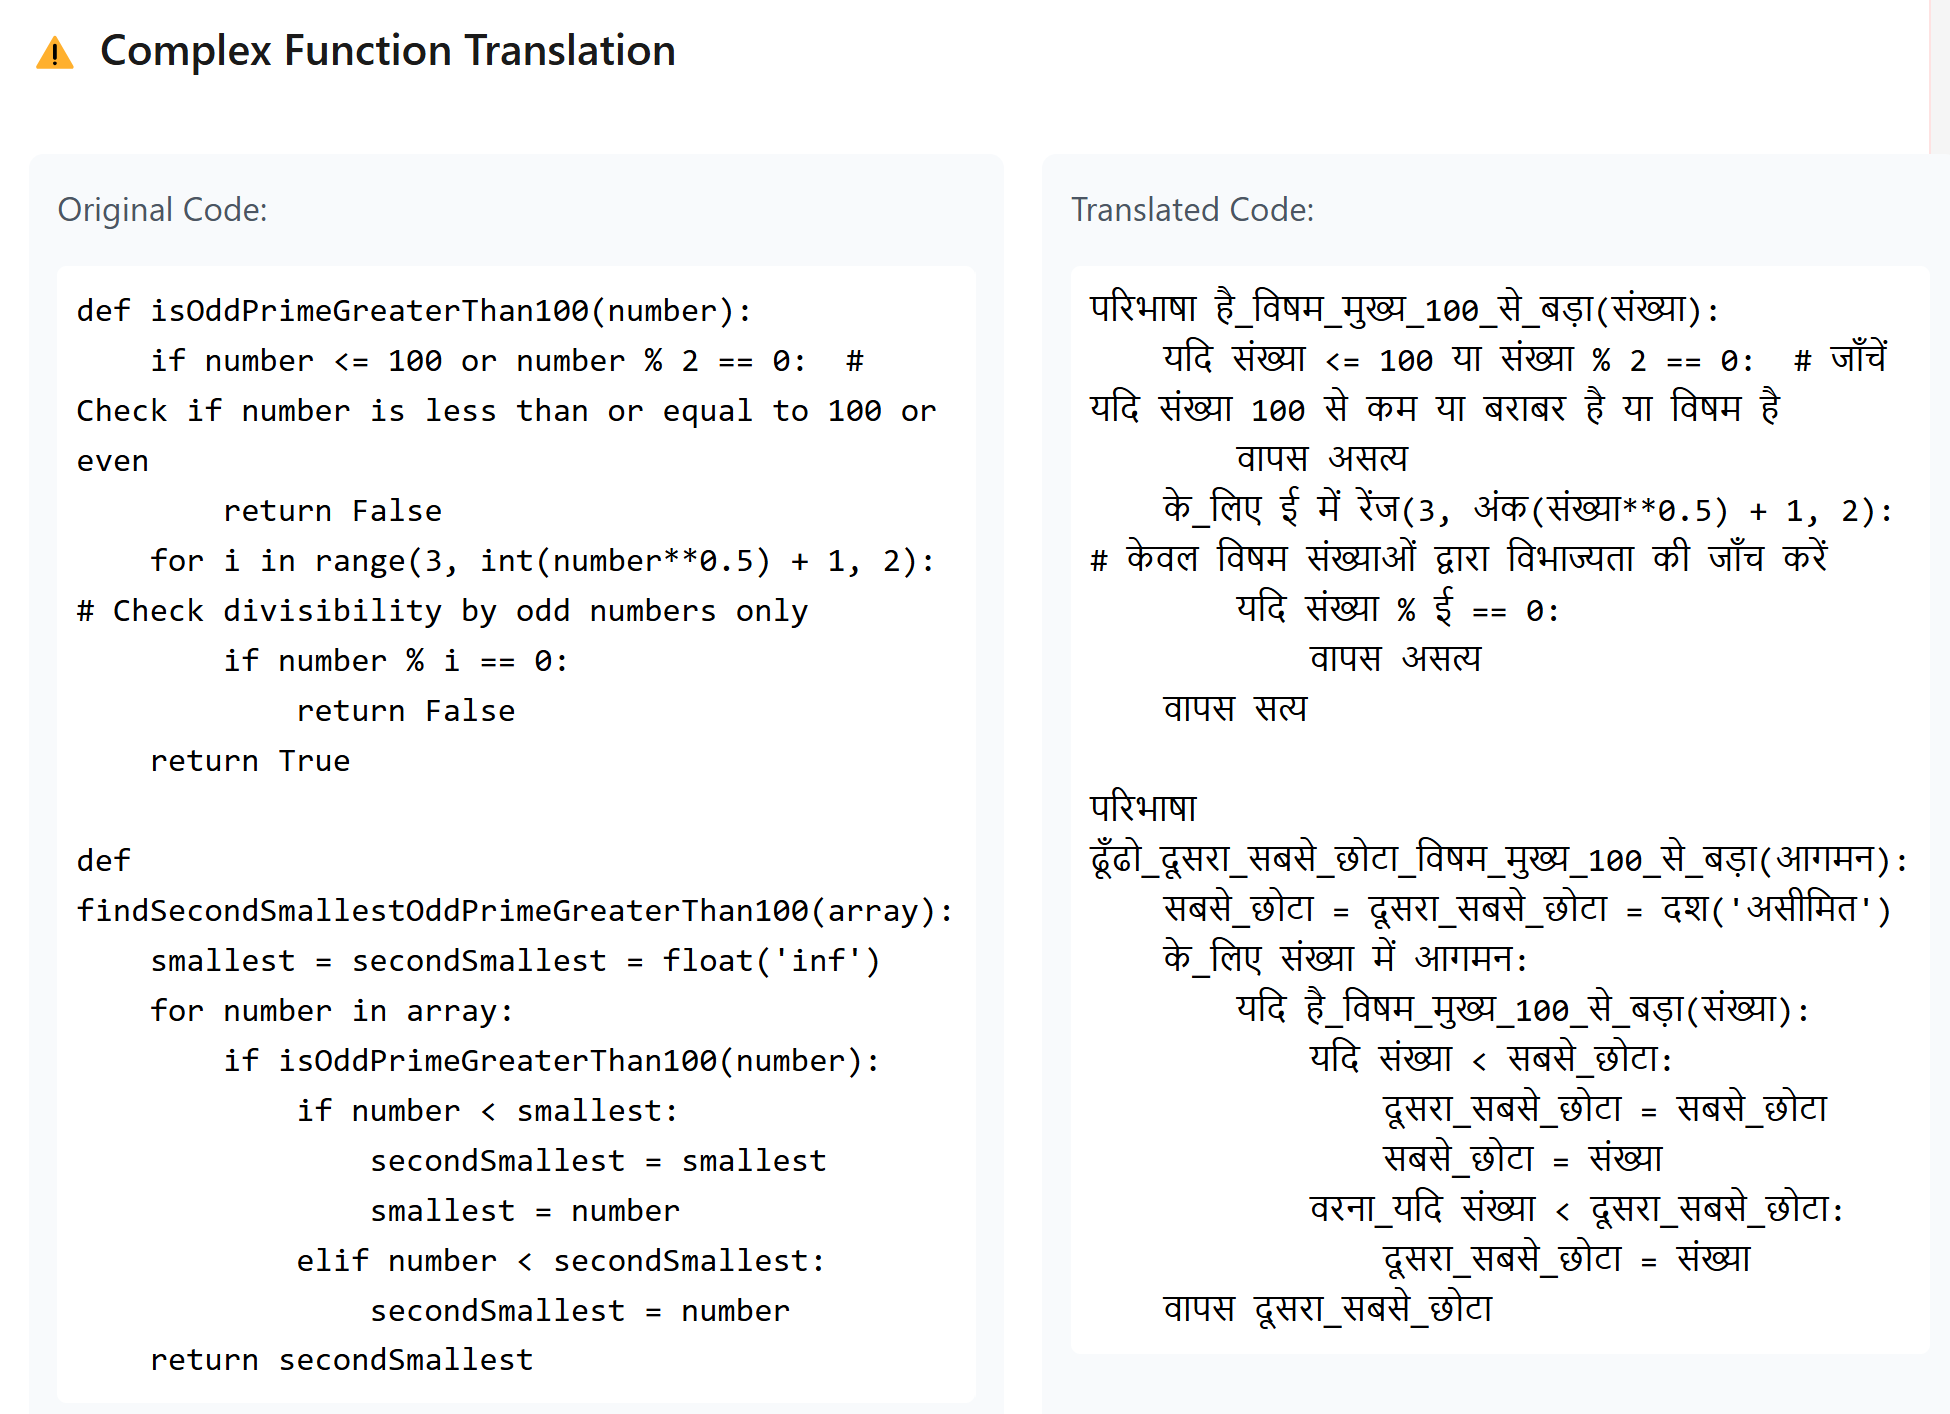 ⚠ Complex Function Translation
Original Code:
def isOddPrimeGreaterThan100(number):
    if number <= 100 or number % 2 == 0:  #
Check if number is less than or equal to 100 or
even
        return False
    for i in range(3, int(number**0.5) + 1, 2):
# Check divisibility by odd numbers only
        if number % i == 0:
            return False
    return True

def
findSecondSmallestOddPrimeGreaterThan100(array):
    smallest = secondSmallest = float('inf')
    for number in array:
        if isOddPrimeGreaterThan100(number):
            if number < smallest:
                secondSmallest = smallest
                smallest = number
            elif number < secondSmallest:
                secondSmallest = number
    return secondSmallest
Translated Code:
परिभाषा है_विषम_मुख्य_100_से_बड़ा(संख्या):
    यदि संख्या <= 100 या संख्या % 2 == 0:  # जाँचें
यदि संख्या 100 से कम या बराबर है या विषम है
        वापस असत्य
    के_लिए ई में रेंज(3, अंक(संख्या**0.5) + 1, 2):
# केवल विषम संख्याओं द्वारा विभाज्यता की जाँच करें
        यदि संख्या % ई == 0:
            वापस असत्य
    वापस सत्य

परिभाषा
ढूँढो_दूसरा_सबसे_छोटा_विषम_मुख्य_100_से_बड़ा(आगमन):
    सबसे_छोटा = दूसरा_सबसे_छोटा = दश('असीमित')
    के_लिए संख्या में आगमन:
        यदि है_विषम_मुख्य_100_से_बड़ा(संख्या):
            यदि संख्या < सबसे_छोटा:
                दूसरा_सबसे_छोटा = सबसे_छोटा
                सबसे_छोटा = संख्या
            वरना_यदि संख्या < दूसरा_सबसे_छोटा:
                दूसरा_सबसे_छोटा = संख्या
    वापस दूसरा_सबसे_छोटा